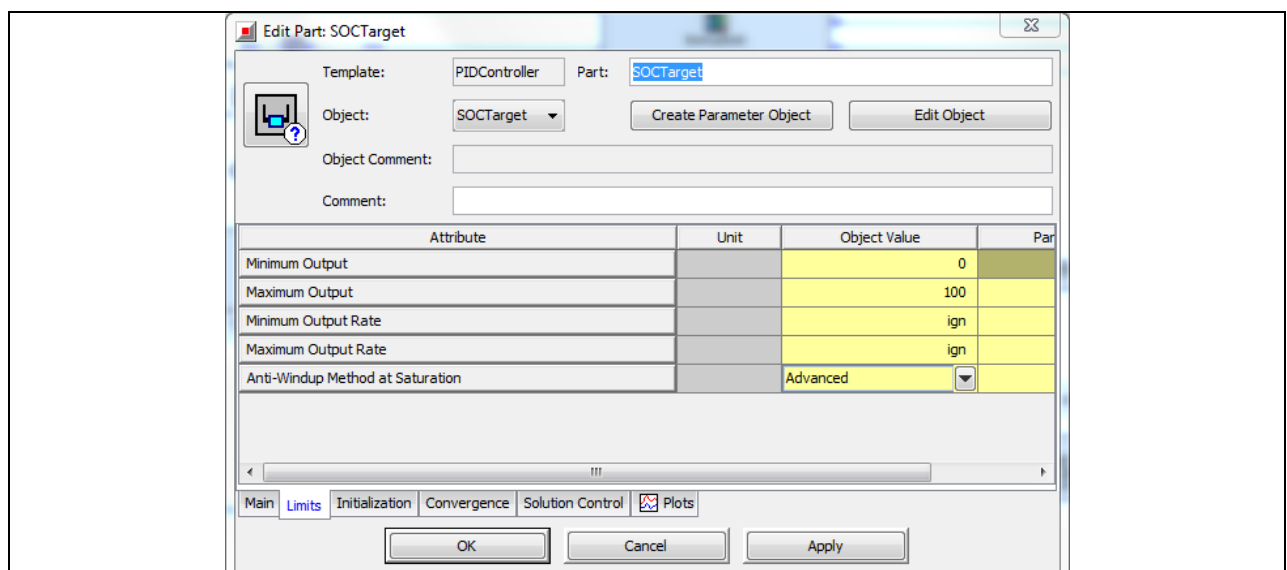 Edit Part: SOCTarget
Template: PIDController Part: SOCTarget
Object: SOCTarget Create Parameter Object Edit Object
Object Comment:
Comment:
Attribute Unit Object Value Par
Minimum Output 0
Maximum Output 100
Minimum Output Rate ign
Maximum Output Rate ign
Anti-Windup Method at Saturation Advanced
Main Limits Initialization Convergence Solution Control Plots
OK Cancel Apply